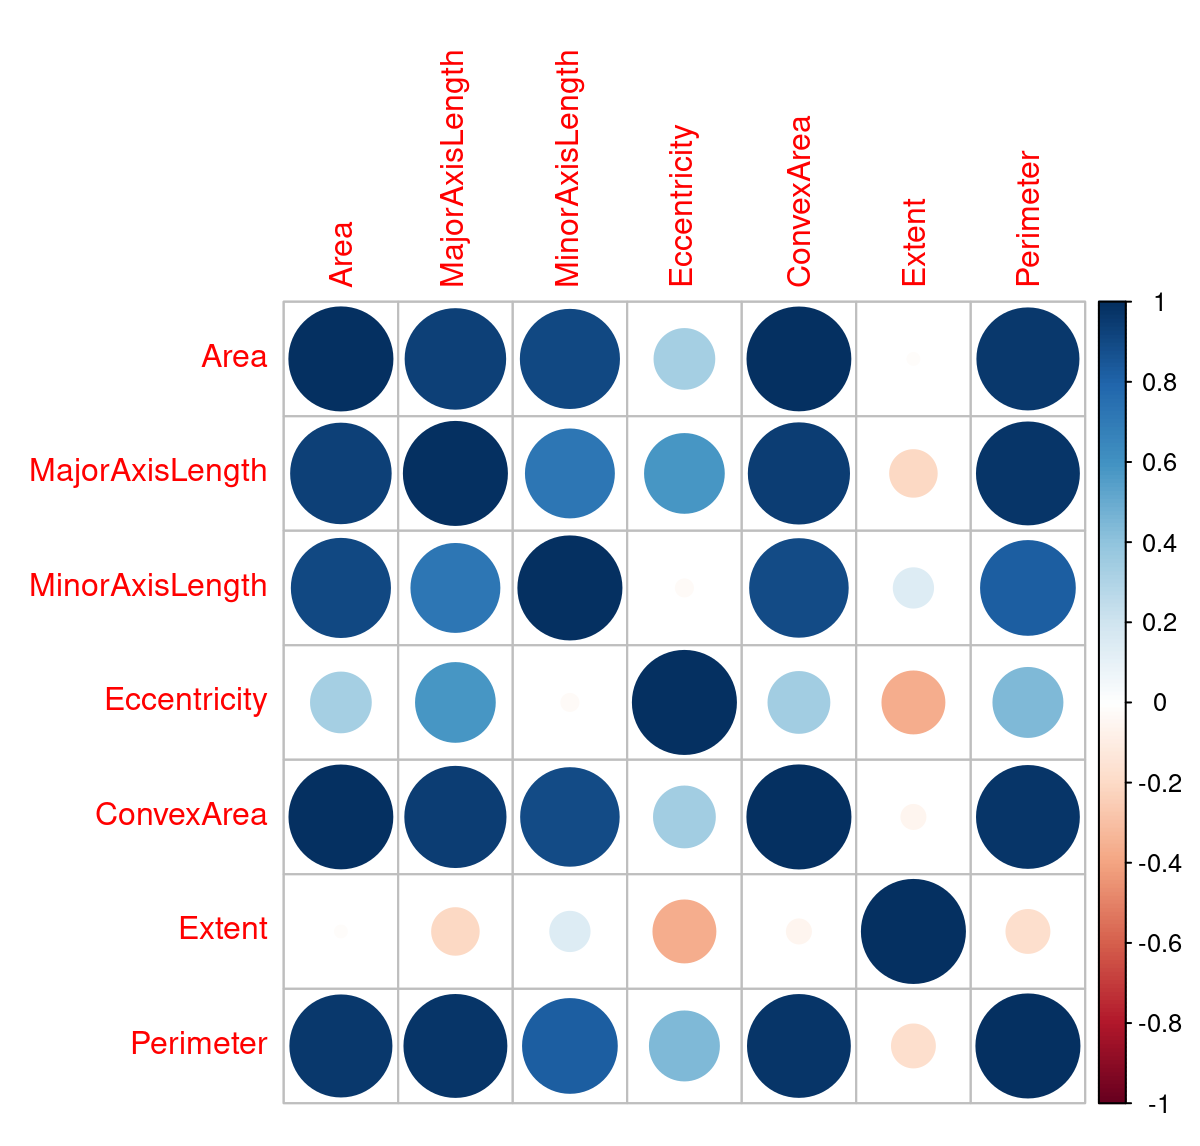 Area
MajorAxisLength
MinorAxisLength
Eccentricity
ConvexArea
Extent
Perimeter
Area
MajorAxisLength
MinorAxisLength
Eccentricity
ConvexArea
Extent
Perimeter
1
0.8
0.6
0.4
0.2
0
-0.2
-0.4
-0.6
-0.8
-1